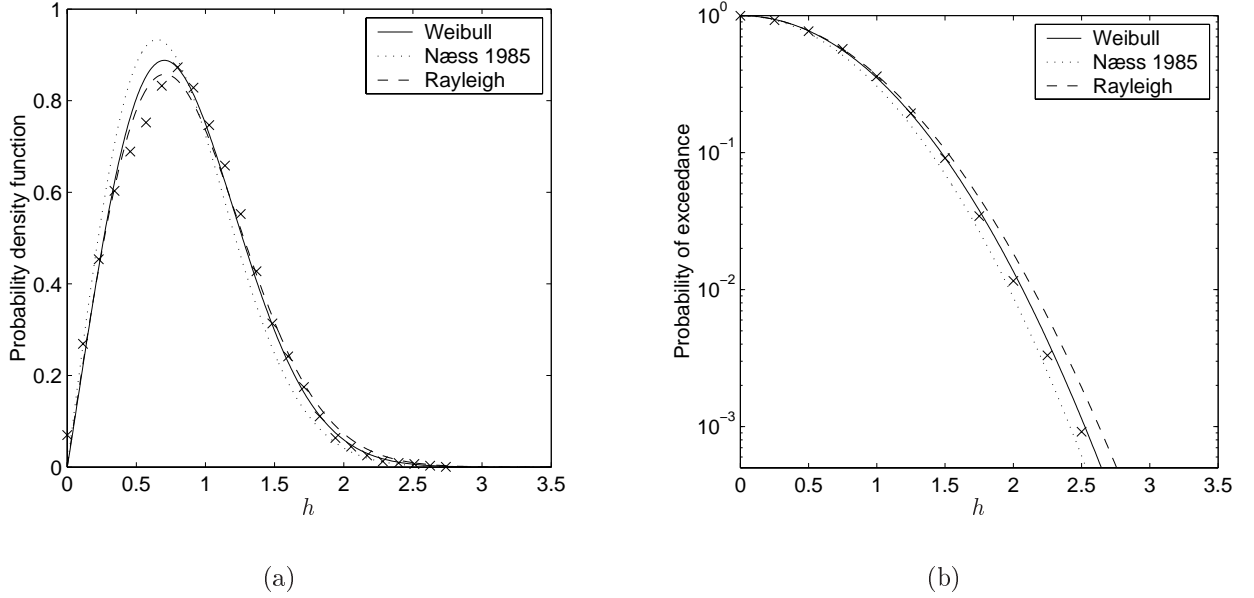 1
0.8
0.6
0.4
0.2
0
Probability density function
Weibull
Næss 1985
Rayleigh
0 0.5 1 1.5 2 2.5 3 3.5
h
(a)
10^0
10^-1
10^-2
10^-3
Probability of exceedance
Weibull
Næss 1985
Rayleigh
0 0.5 1 1.5 2 2.5 3 3.5
h
(b)